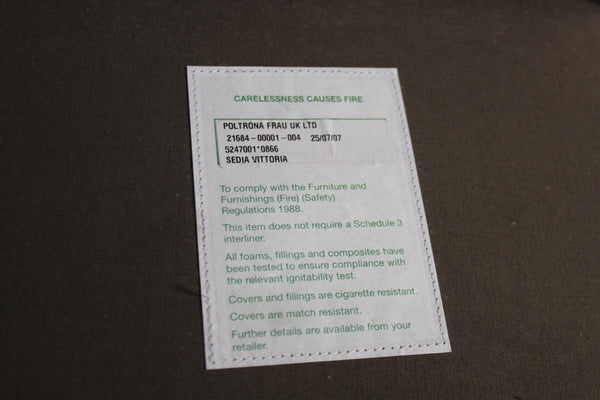 CARELESSNESS CAUSES FIRE
POLTRONA FRAU UK LTD
21684-00001-004 25/07/07
5247001*0866
SEDIA VITTORIA
To comply with the Furniture and
Furnishings (Fire) (Safety)
Regulations 1988.
This item does not require a Schedule 3
interliner.
All foams, fillings and composites have
been tested to ensure compliance with
the relevant ignitability test.
Covers and fillings are cigarette resistant.
Covers are match resistant.
Further details are available from your
retailer.